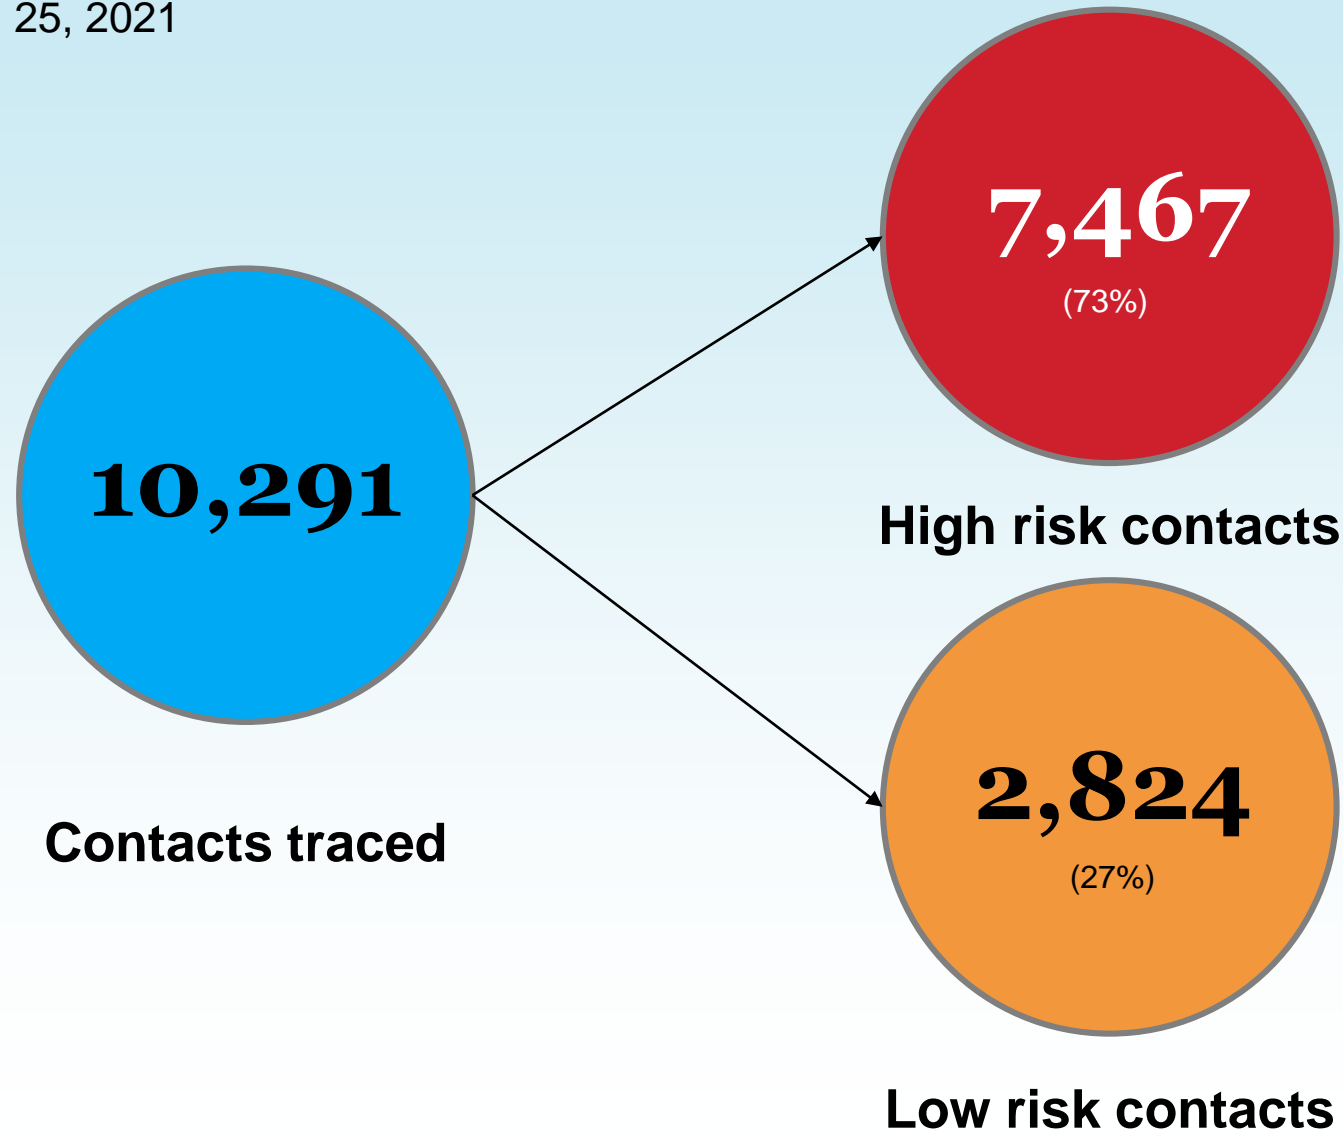 25, 2021
10,291
Contacts traced
7,467
(73%)
High risk contacts
2,824
(27%)
Low risk contacts